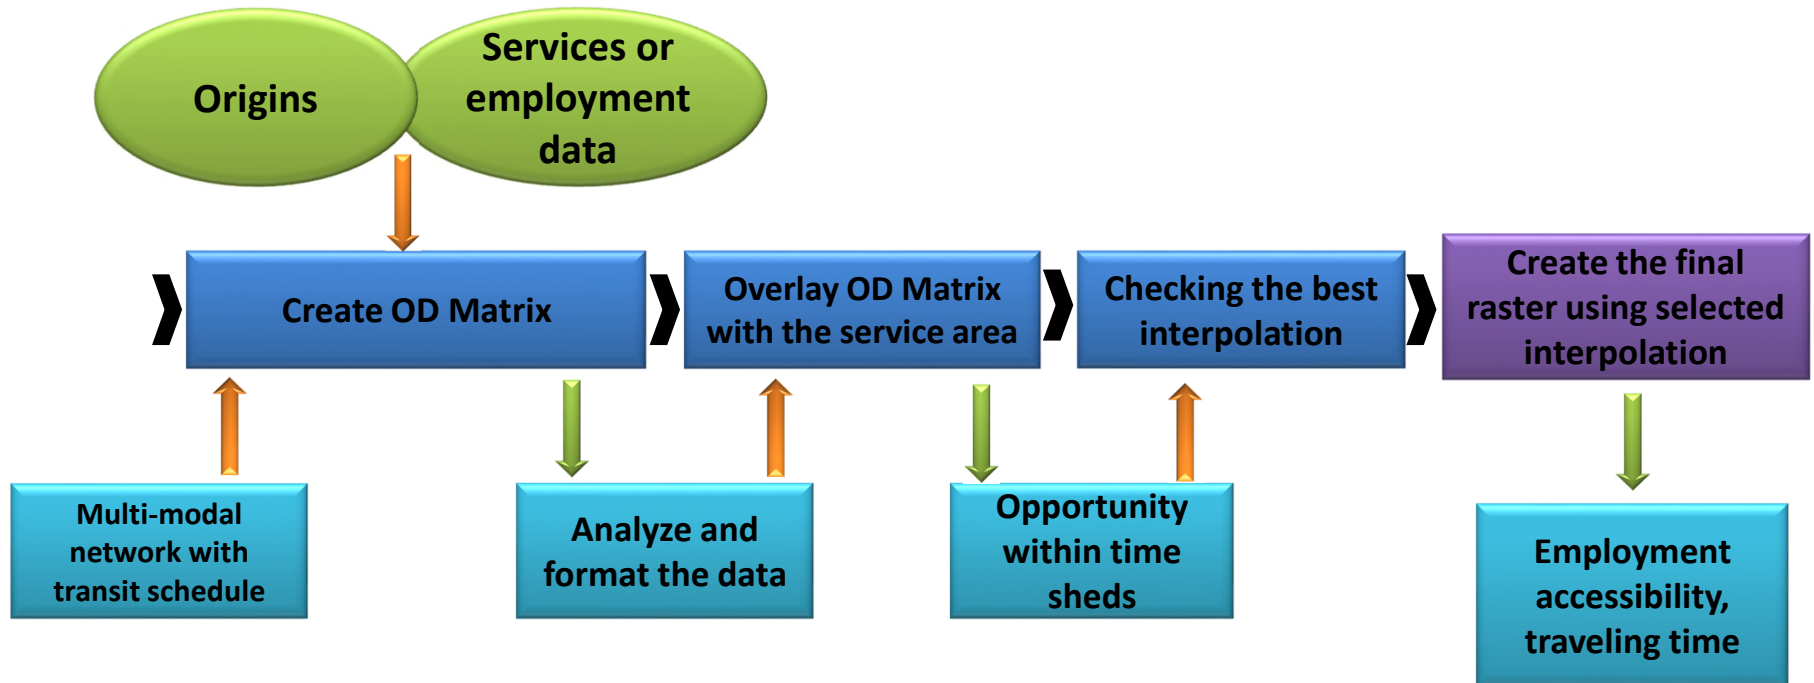 Origins
Services or
employment
data
Create OD Matrix
Overlay OD Matrix
with the service area
Checking the best
interpolation
Create the final
raster using selected
interpolation
Multi-modal
network with
transit schedule
Analyze and
format the data
Opportunity
within time
sheds
Employment
accessibility,
traveling time